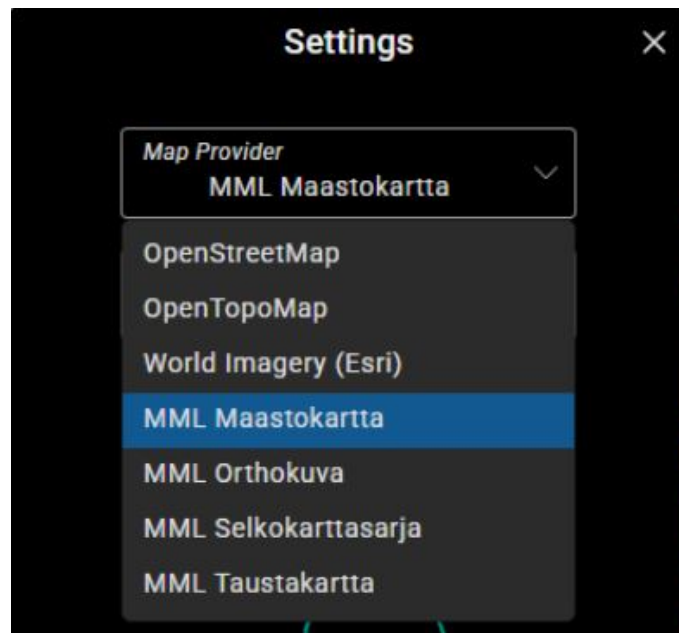 Settings
Map Provider
MML Maastokartta
OpenStreetMap
OpenTopoMap
World Imagery (Esri)
MML Maastokartta
MML Orthokuva
MML Selkokarttasarja
MML Taustakartta